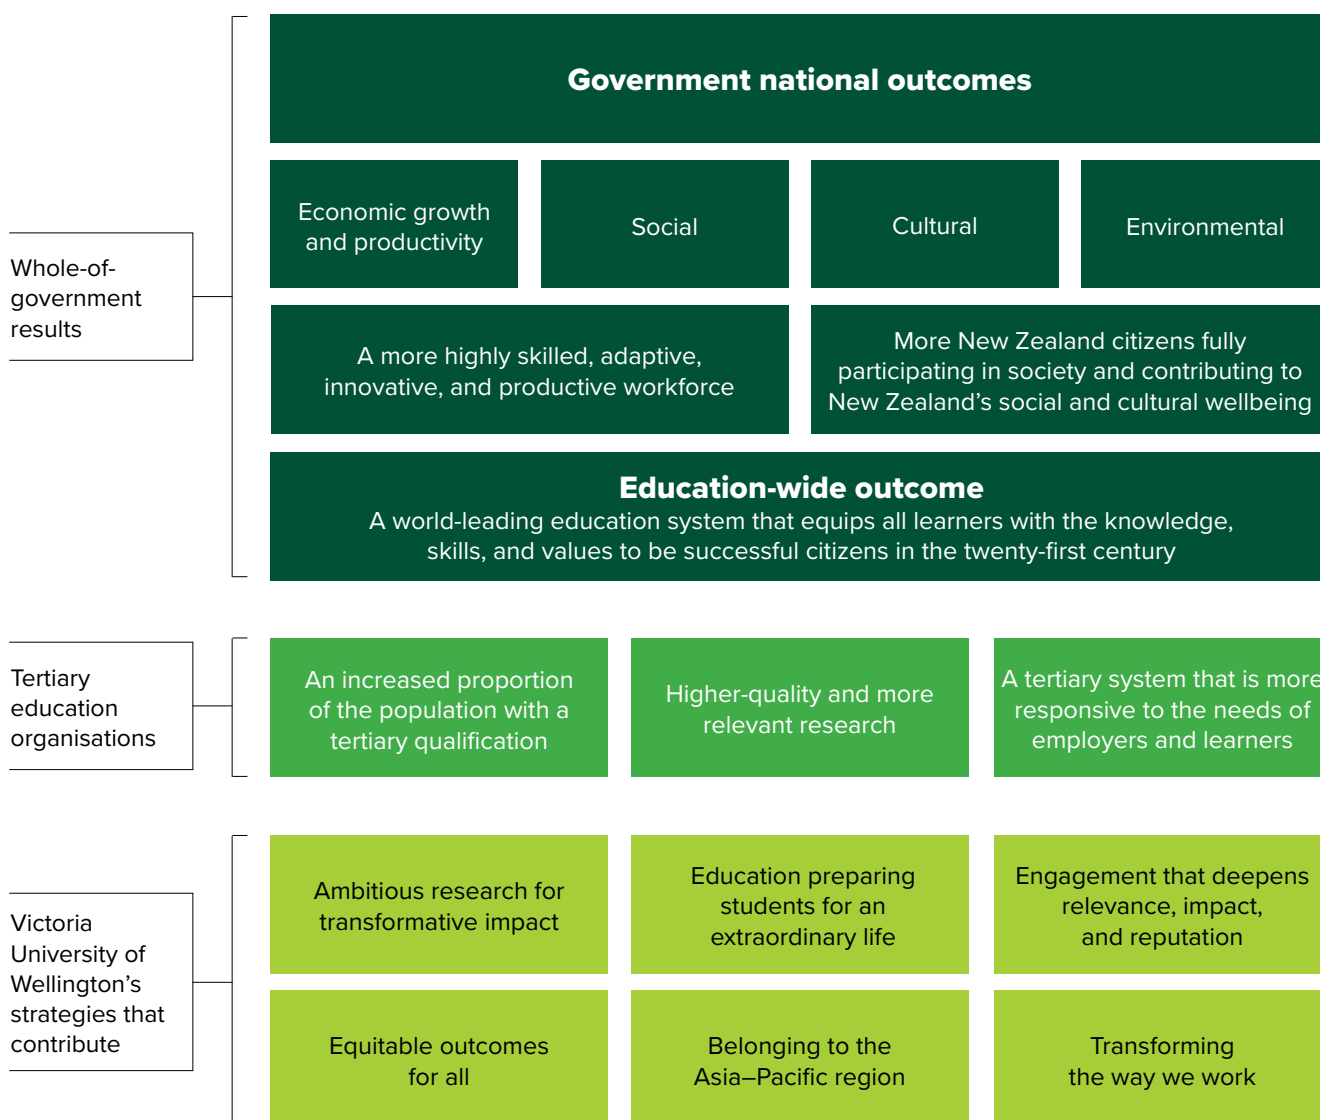 Government national outcomes
Whole-of-
government
results
Economic growth
and productivity
Social
Cultural
Environmental
A more highly skilled, adaptive,
innovative, and productive workforce
More New Zealand citizens fully
participating in society and contributing to
New Zealand’s social and cultural wellbeing
Education-wide outcome
A world-leading education system that equips all learners with the knowledge,
skills, and values to be successful citizens in the twenty-first century
Tertiary
education
organisations
An increased proportion
of the population with a
tertiary qualification
Higher-quality and more
relevant research
A tertiary system that is more
responsive to the needs of
employers and learners
Victoria
University of
Wellington’s
strategies that
contribute
Ambitious research for
transformative impact
Education preparing
students for an
extraordinary life
Engagement that deepens
relevance, impact,
and reputation
Equitable outcomes
for all
Belonging to the
Asia–Pacific region
Transforming
the way we work